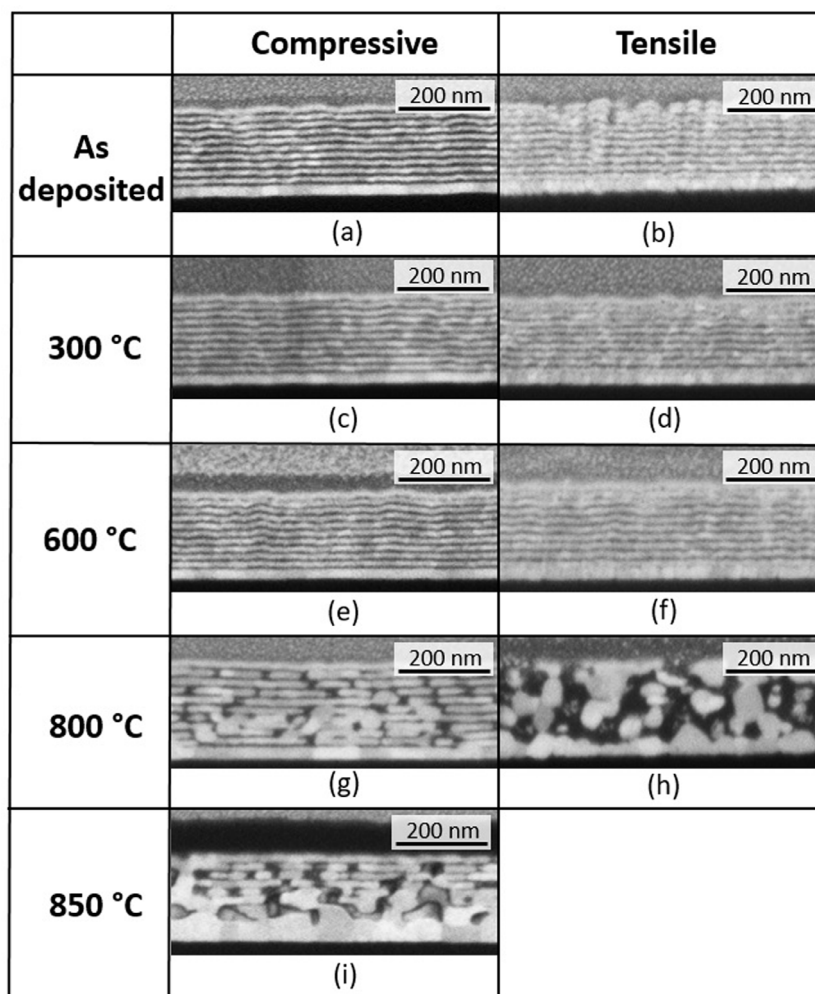 Compressive Tensile
As
deposited
200 nm 200 nm
(a) (b)
300 °C
200 nm 200 nm
(c) (d)
600 °C
200 nm 200 nm
(e) (f)
800 °C
200 nm 200 nm
(g) (h)
850 °C
200 nm
(i)